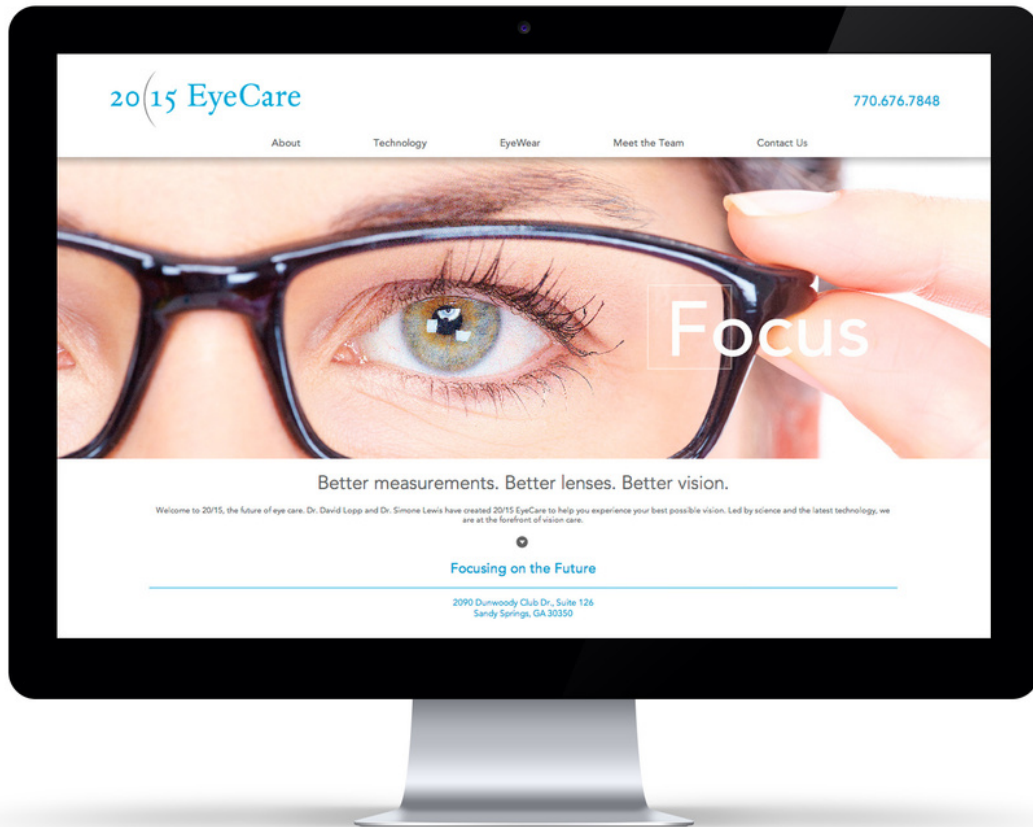 20(15 EyeCare
770.676.7848
About Technology EyeWear Meet the Team Contact Us
Focus
Better measurements. Better lenses. Better vision.
Welcome to 20/15, the future of eye care. Dr. David Lopp and Dr. Simone Lewis have created 20/15 EyeCare to help you experience your best possible vision. Led by science and the latest technology, we
are at the forefront of vision care.
Focusing on the Future
2090 Dunwoody Club Dr., Suite 126
Sandy Springs, GA 30350